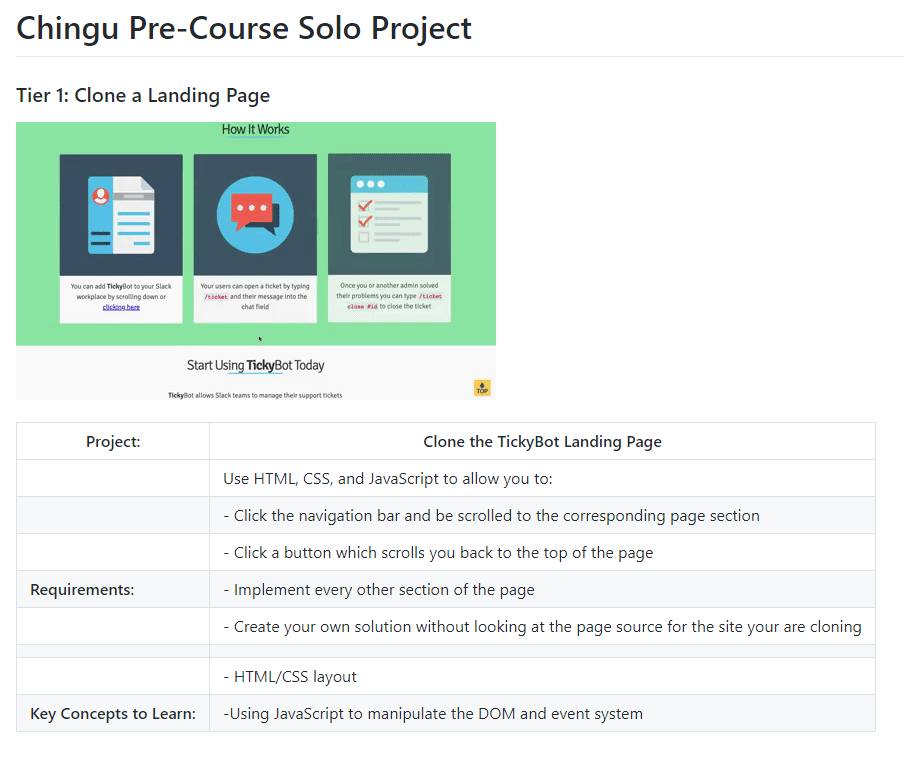 Chingu Pre-Course Solo Project
Tier 1: Clone a Landing Page
How It Works
You can add TickyBot to your Slack
workplace by scrolling down or
clicking here
Your users can open a ticket by typing
/ticket and their message into the
chat field
Once you or another admin solved
their problems you can type /ticket
close #id to close the ticket
Start Using TickyBot Today
TickyBot allows Slack teams to manage their support tickets
TOP
Project: Clone the TickyBot Landing Page
Use HTML, CSS, and JavaScript to allow you to:
- Click the navigation bar and be scrolled to the corresponding page section
- Click a button which scrolls you back to the top of the page
Requirements: - Implement every other section of the page
- Create your own solution without looking at the page source for the site your are cloning
- HTML/CSS layout
Key Concepts to Learn: -Using JavaScript to manipulate the DOM and event system